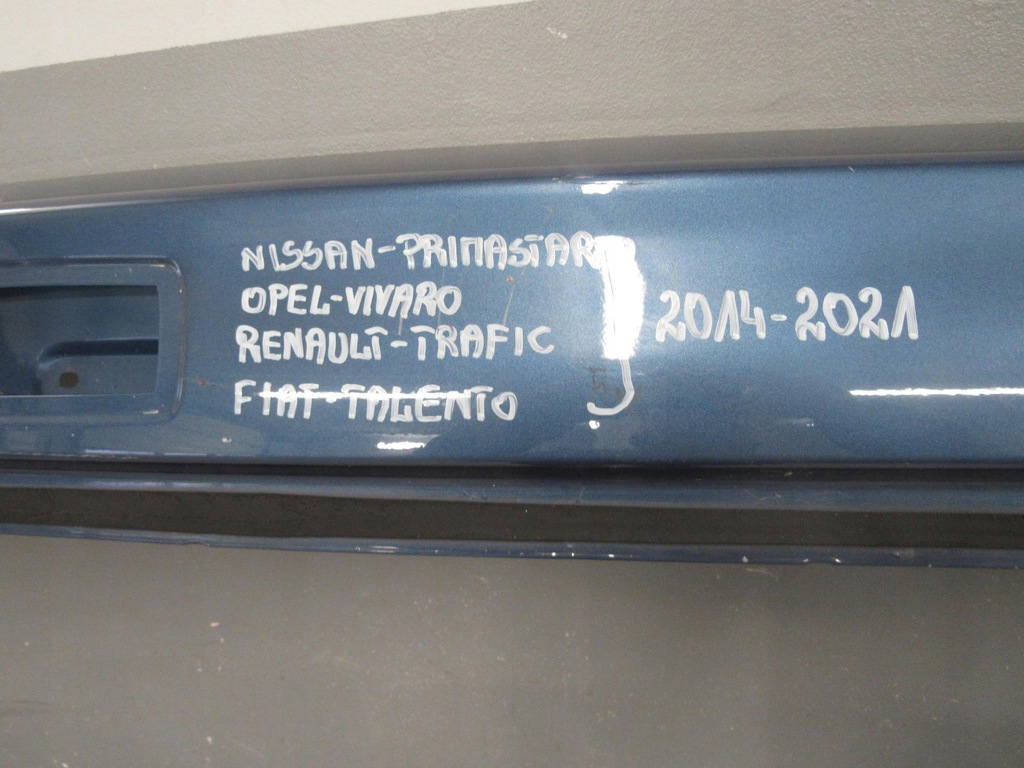 NISSAN-PRIMASTAR
OPEL-VIVARO
RENAULT-TRAFIC
FIAT-TALENTO
2014-2021